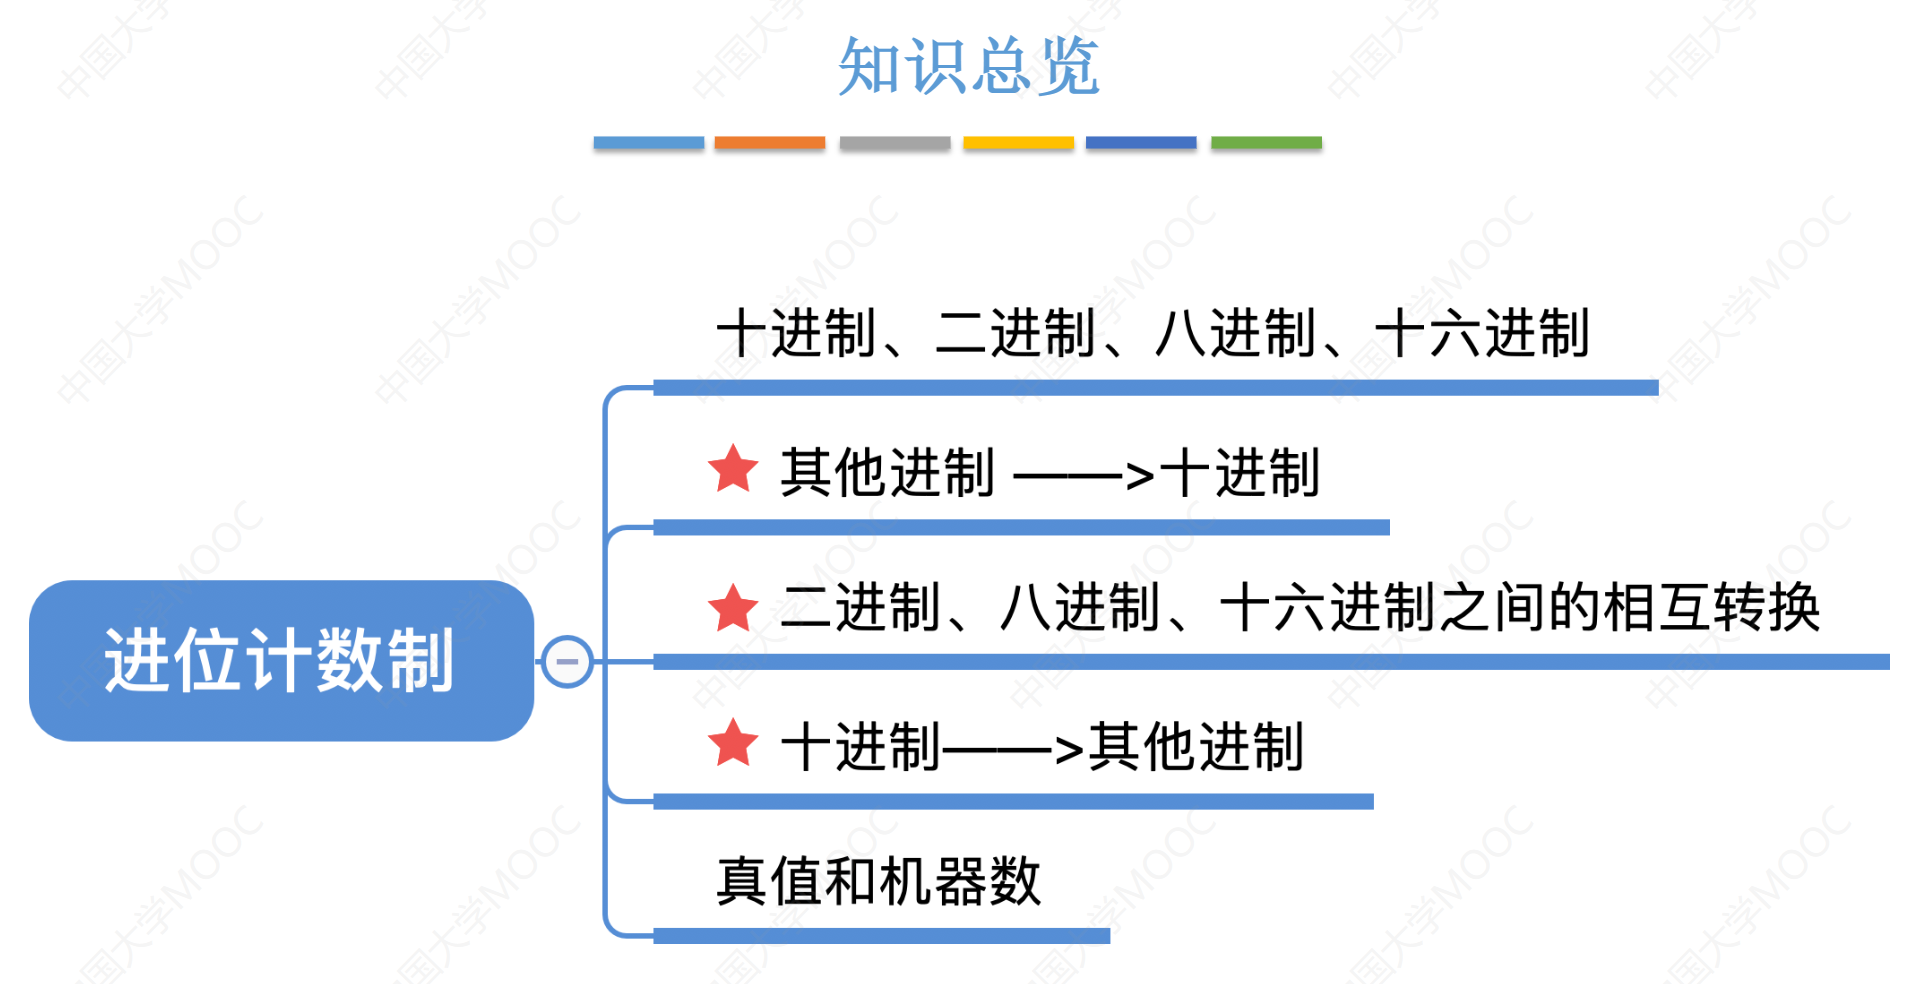 知识总览
十进制、二进制、八进制、十六进制
其他进制 ——>十进制
二进制、八进制、十六进制之间的相互转换
进位计数制
十进制——>其他进制
真值和机器数
中国大学MOOC